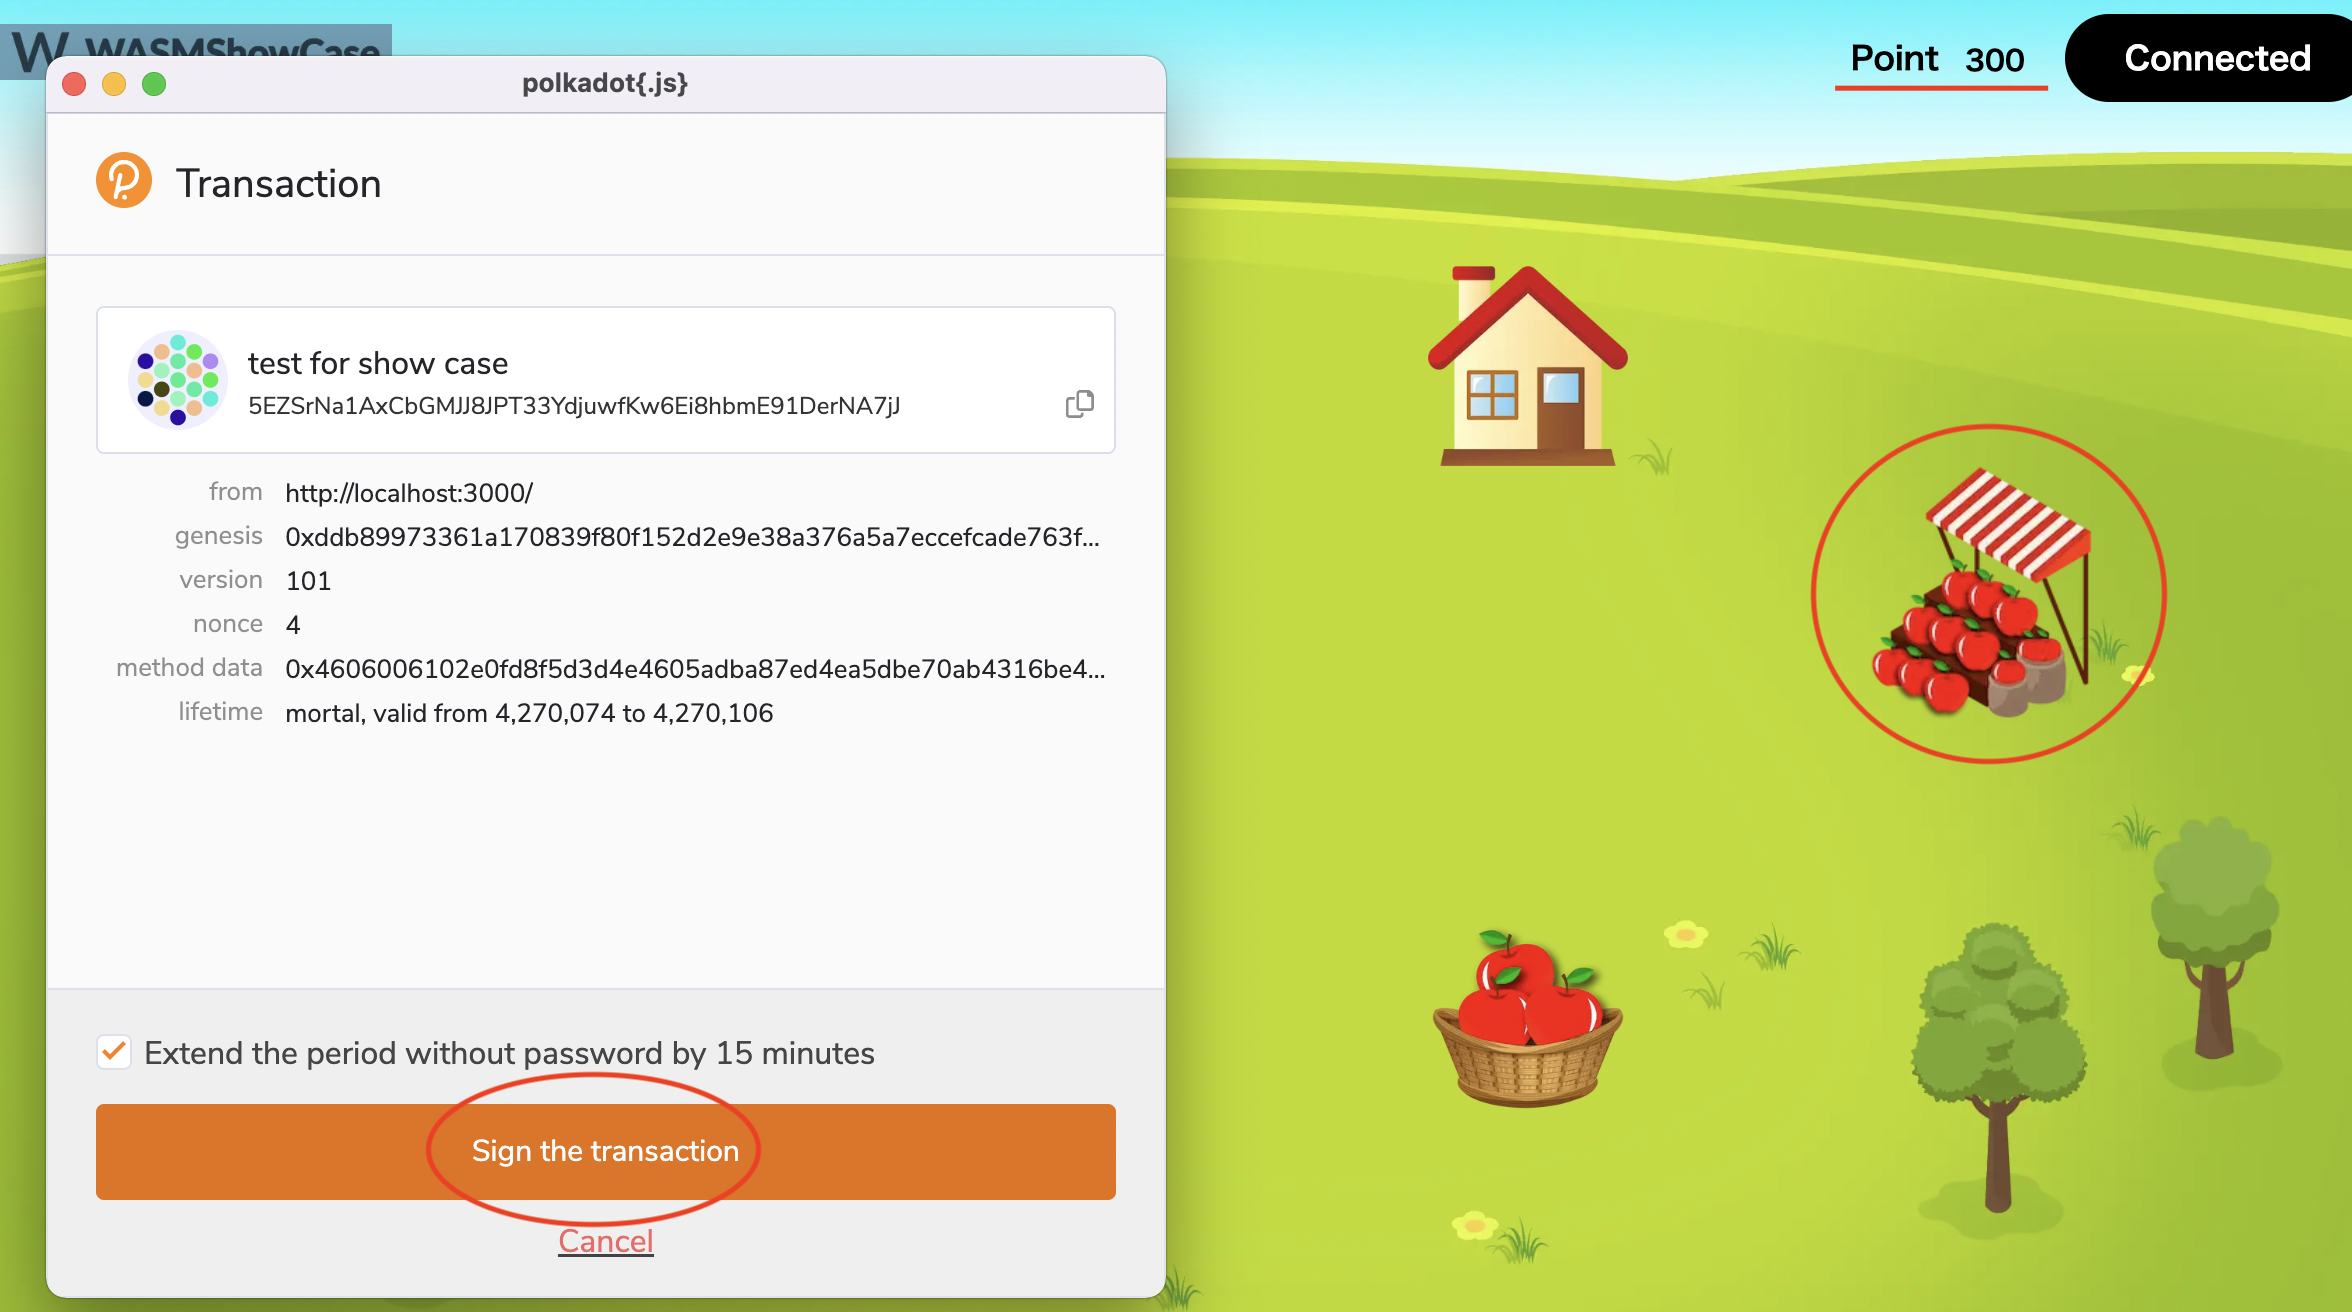 WASMShowCase
Point 300
Connected
polkadot{.js}
Transaction
test for show case
5EZSrNa1AxCbGMJJ8JPT33YdjuwfKw6Ei8hbmE91DerNA7jJ
from http://localhost:3000/
genesis 0xddb89973361a170839f80f152d2e9e38a376a5a7eccefcade763f...
version 101
nonce 4
method data 0x4606006102e0fd8f5d3d4e4605adba87ed4ea5dbe70ab4316be4...
lifetime mortal, valid from 4,270,074 to 4,270,106
Extend the period without password by 15 minutes
Sign the transaction
Cancel